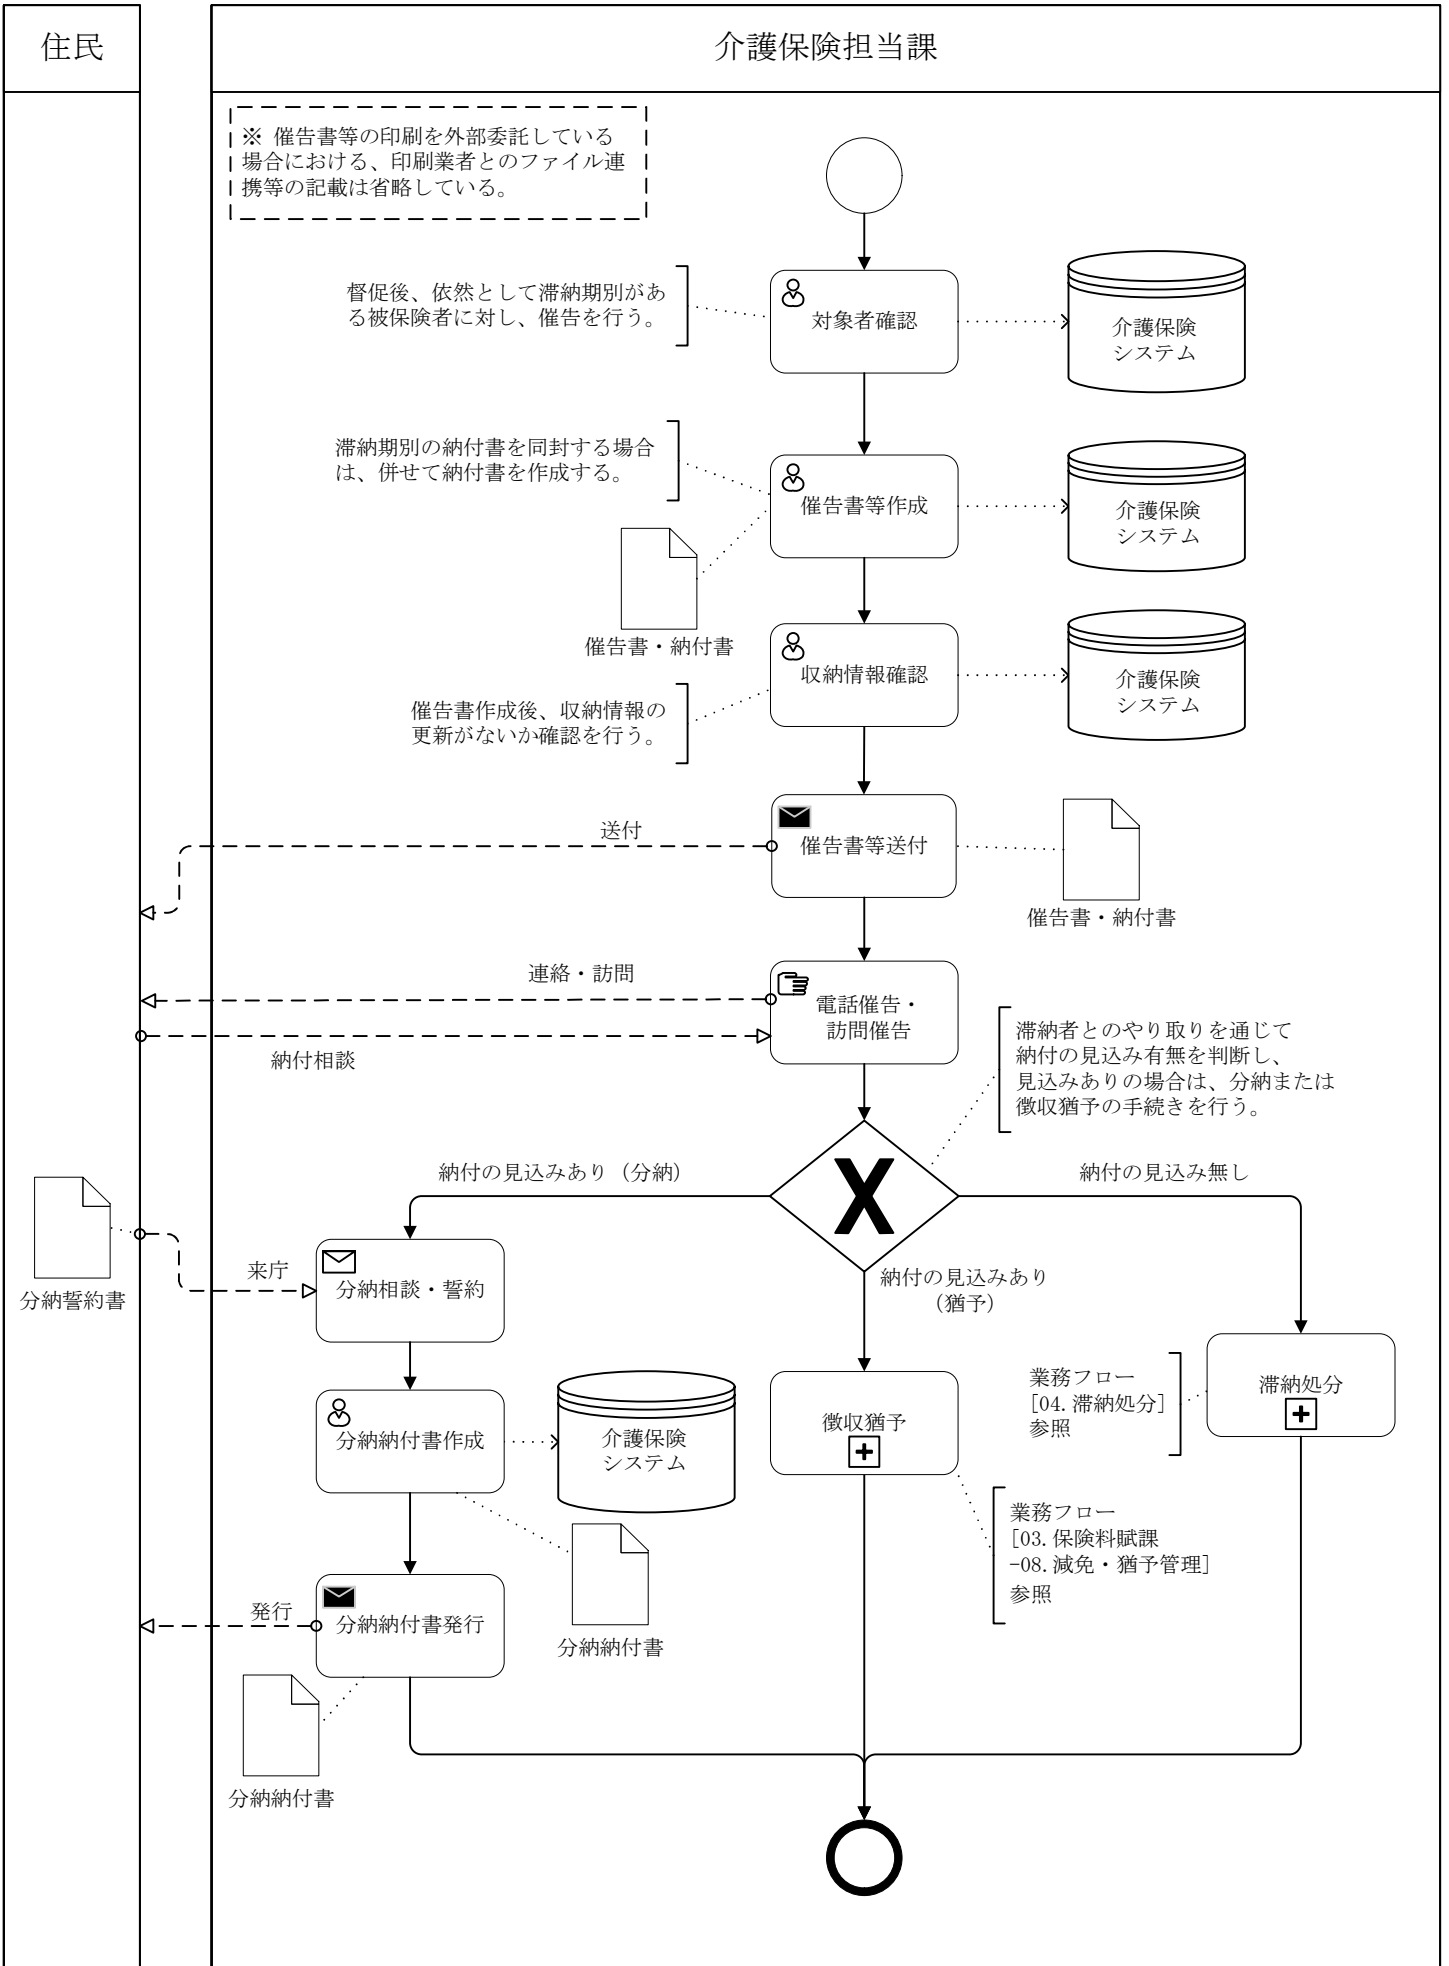 住民
介護保険担当課
※ 催告書等の印刷を外部委託している
場合における、印刷業者とのファイル連
携等の記載は省略している。
督促後、依然として滞納期別があ
る被保険者に対し、催告を行う。
対象者確認
介護保険
システム
滞納期別の納付書を同封する場合
は、併せて納付書を作成する。
催告書等作成
介護保険
システム
催告書・納付書
収納情報確認
介護保険
システム
催告書作成後、収納情報の
更新がないか確認を行う。
送付
催告書等送付
催告書・納付書
連絡・訪問
電話催告・
訪問催告
納付相談
滞納者とのやり取りを通じて
納付の見込み有無を判断し、
見込みありの場合は、分納または
徴収猶予の手続きを行う。
納付の見込みあり（分納）
納付の見込み無し
納付の見込みあり
（猶予）
分納誓約書
来庁
分納相談・誓約
業務フロー
[04.滞納処分]
参照
滞納処分
分納納付書作成
介護保険
システム
徴収猶予
業務フロー
[03.保険料賦課
-08.減免・猶予管理]
参照
発行
分納納付書発行
分納納付書
分納納付書